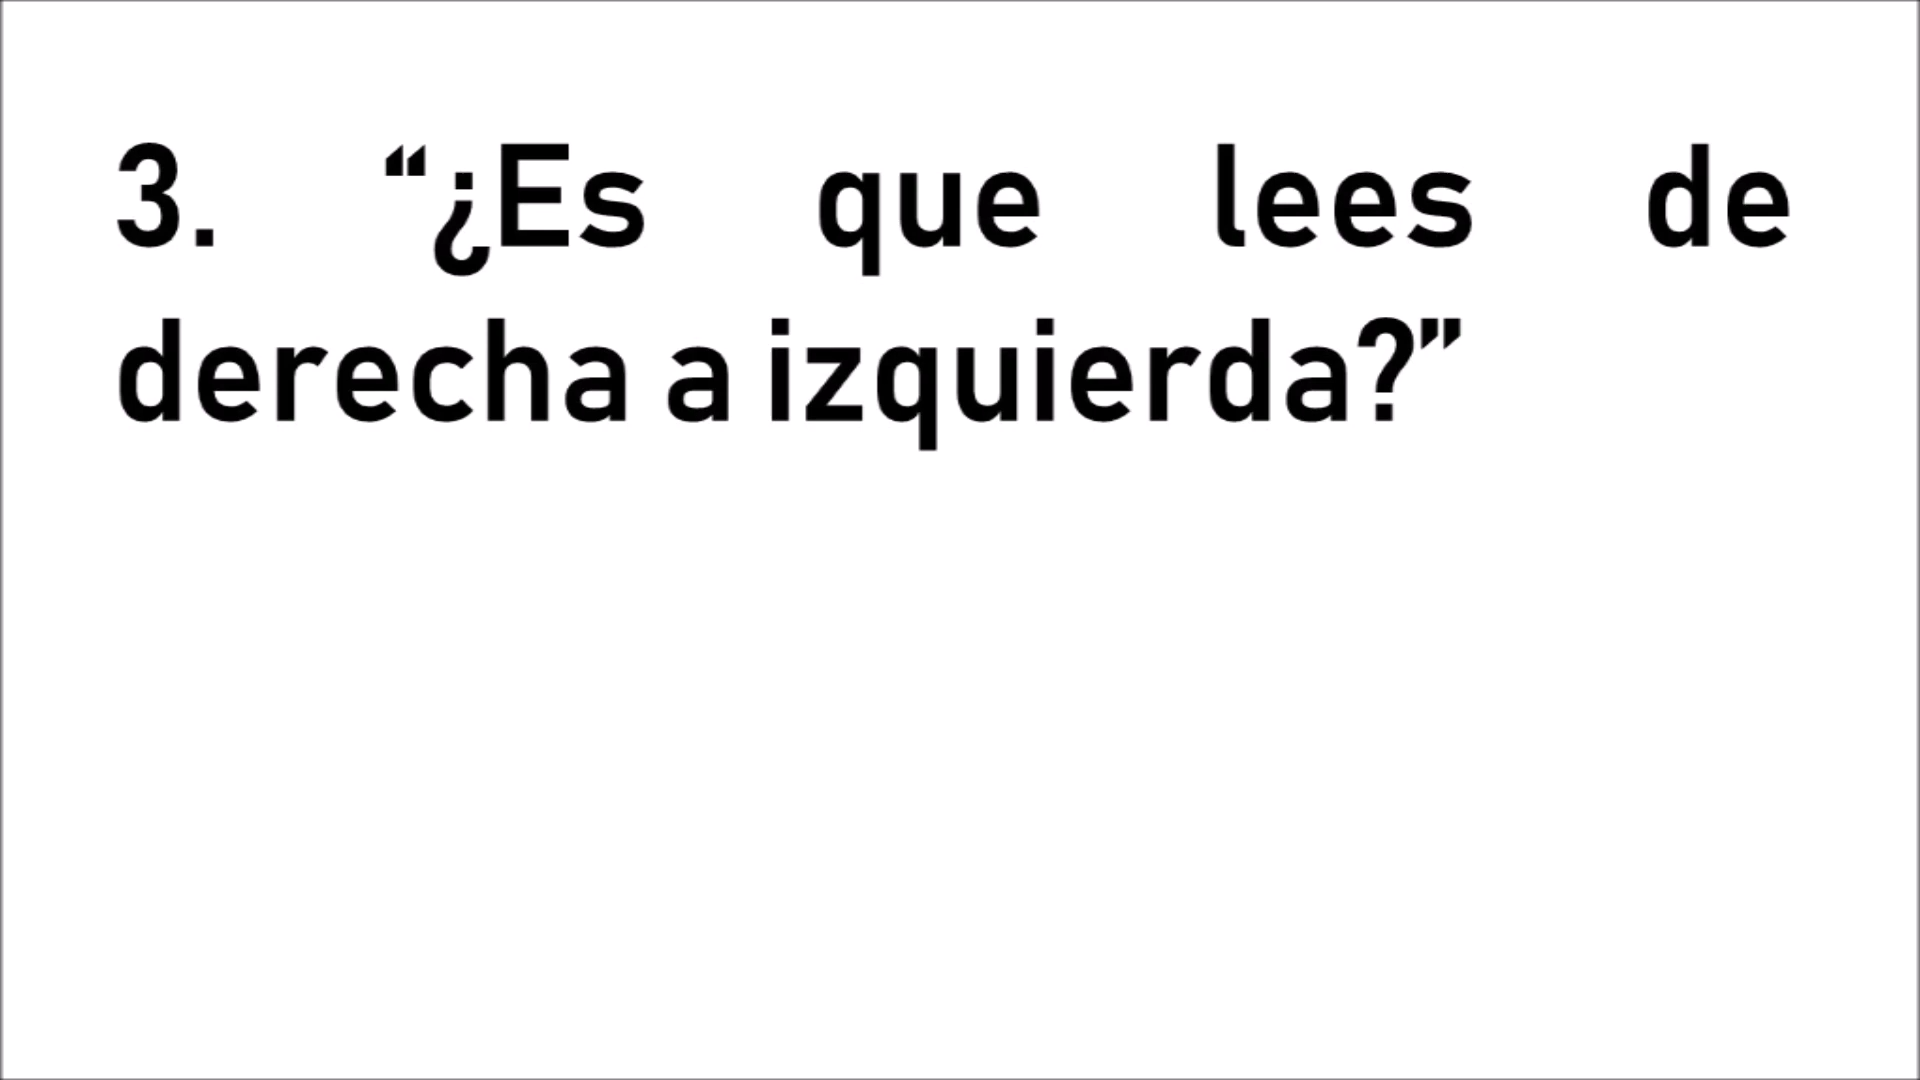 3. “¿Es que lees de
derecha a izquierda?”